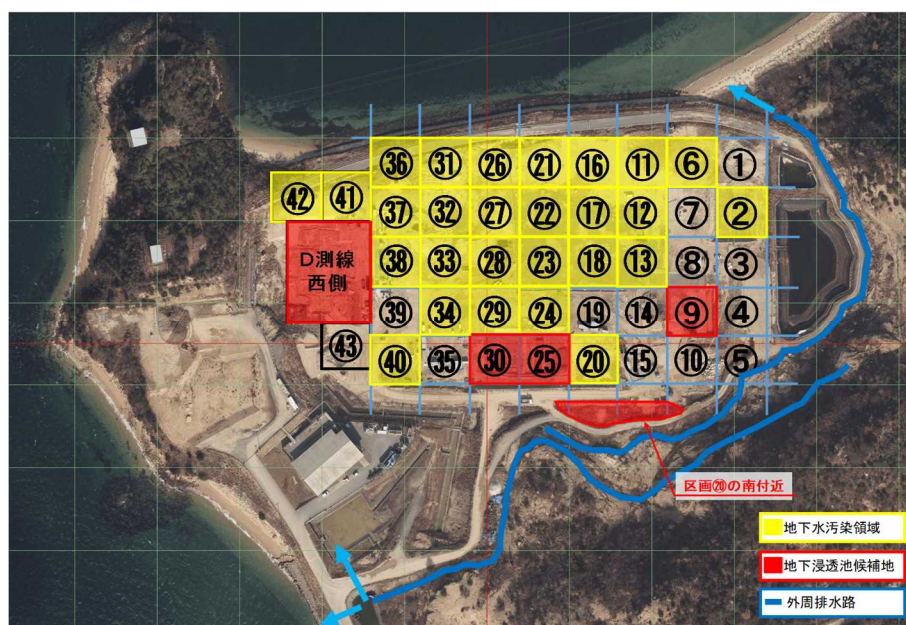 ㊱ ㉛ ㉖ ㉑ ⑯ ⑪ ⑥ ①
㊷ ㊶ ㊲ ㉜ ㉗ ㉒ ⑰ ⑫ ⑦ ②
D測線
西側
㊳ ㉝ ㉘ ㉓ ⑱ ⑬ ⑧ ③
㊴ ㉞ ㉙ ㉔ ⑲ ⑭ ⑨ ④
㊸ ㊵ ㉟ ㉚ ㉕ ⑳ ⑮ ⑩ ⑤
区画⑳の南付近
地下水汚染領域
地下浸透池候補地
外周排水路